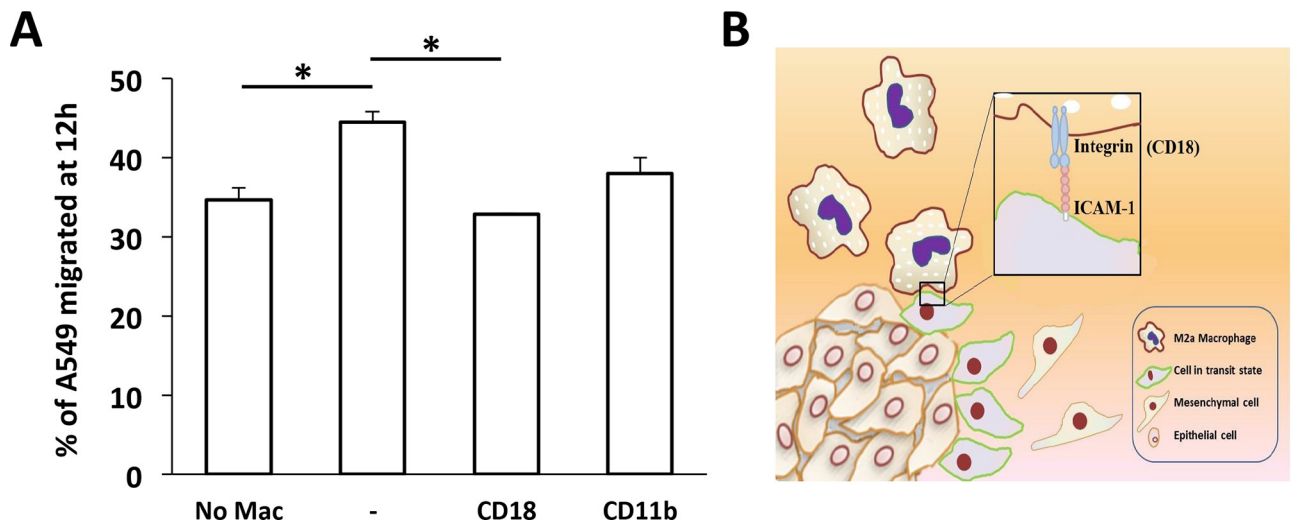 A
B
% of A549 migrated at 12h
*
*
50
40
30
20
10
0
No Mac
-
CD18
CD11b
Integrin (CD18)
ICAM-1
M2a Macrophage
Cell in transit state
Mesenchymal cell
Epithelial cell